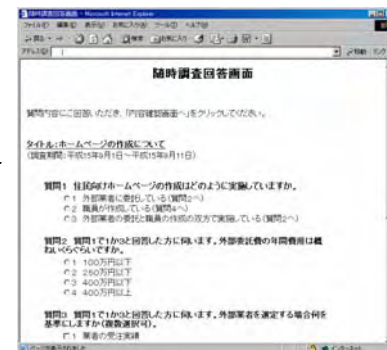 随時調査回答画面 - Microsoft Internet Explorer
随時調査回答画面
質問内容にご回答いただき、「内容確認画面へ」をクリックしてください。
タイトル:ホームページの作成について
(調査期間:平成15年9月1日～平成15年9月11日)
質問1 住民向けホームページの作成はどのように実施していますか。
1 外部業者に委託している(質問2へ)
2 職員が作成している(質問4へ)
3 外部業者の委託と職員の作成の双方で実施している(質問2へ)
質問2 質問1で1か3と回答した方に伺います。外部委託費の年間費用は概
ねいくらぐらいですか。
1 100万円以下
2 250万円以下
3 400万円以下
4 400万円以上
質問3 質問1で1か3と回答した方に伺います。外部業者を選定する場合何を
基準にしますか(複数選択可)。
1 業者の受注実績